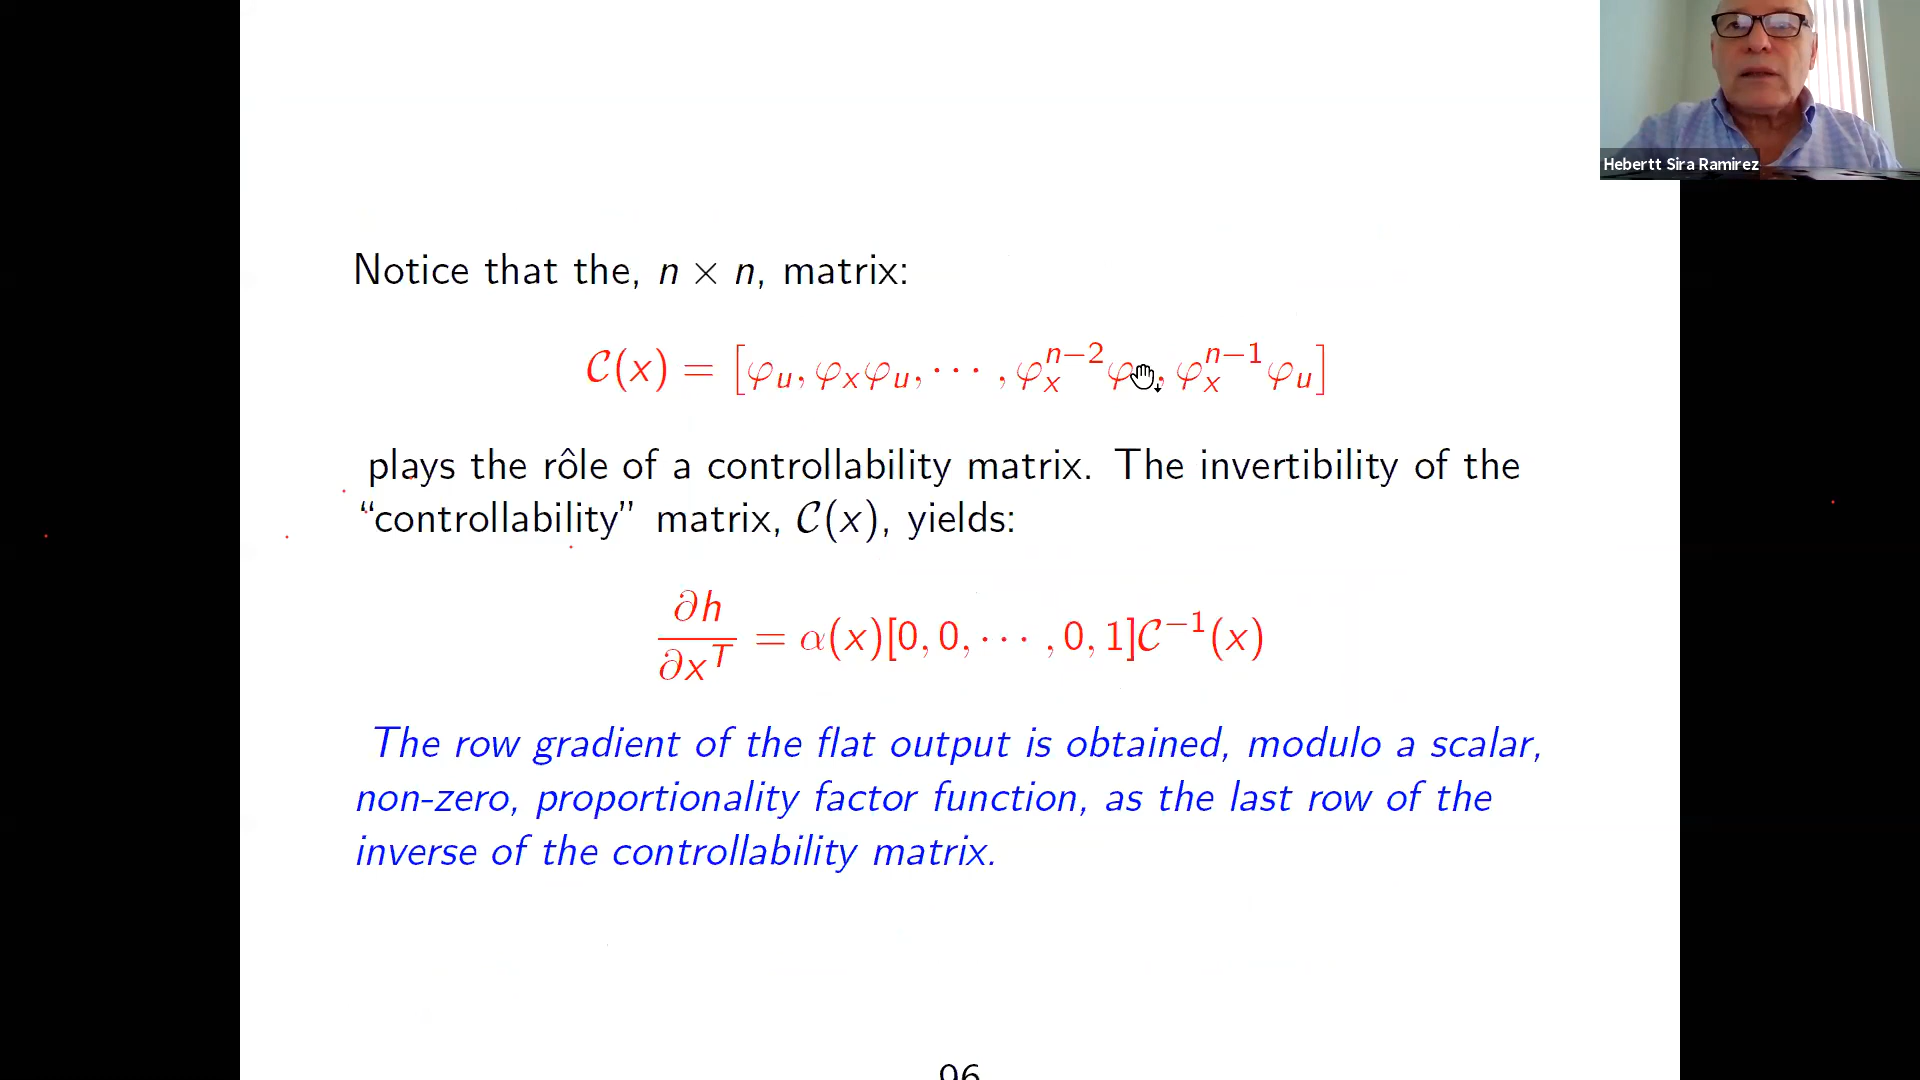 Hebertt Sira Ramirez
Notice that the, n × n, matrix:
C(x) = [φ_u, φ_xφ_u, ⋯ , φ_x^{n−2}φ , φ_x^{n−1}φ_u]
plays the rôle of a controllability matrix. The invertibility of the
“controllability” matrix, C(x), yields:
∂h/∂x^T = α(x)[0, 0, ⋯ , 0, 1]C^{−1}(x)
The row gradient of the flat output is obtained, modulo a scalar,
non-zero, proportionality factor function, as the last row of the
inverse of the controllability matrix.